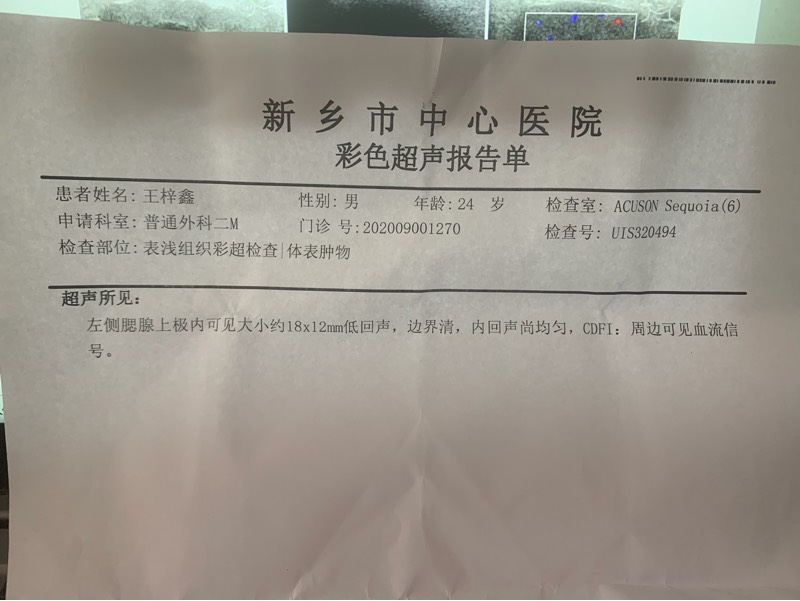 新乡市中心医院
彩色超声报告单
患者姓名: 王梓鑫 性别: 男 年龄: 24 岁 检查室: ACUSON Sequoia(6)
申请科室: 普通外科二M 门诊 号: 202009001270 检查号: UIS320494
检查部位: 表浅组织彩超检查|体表肿物
超声所见:
左侧腮腺上极内可见大小约18x12mm低回声, 边界清, 内回声尚均匀, CDFI: 周边可见血流信
号。